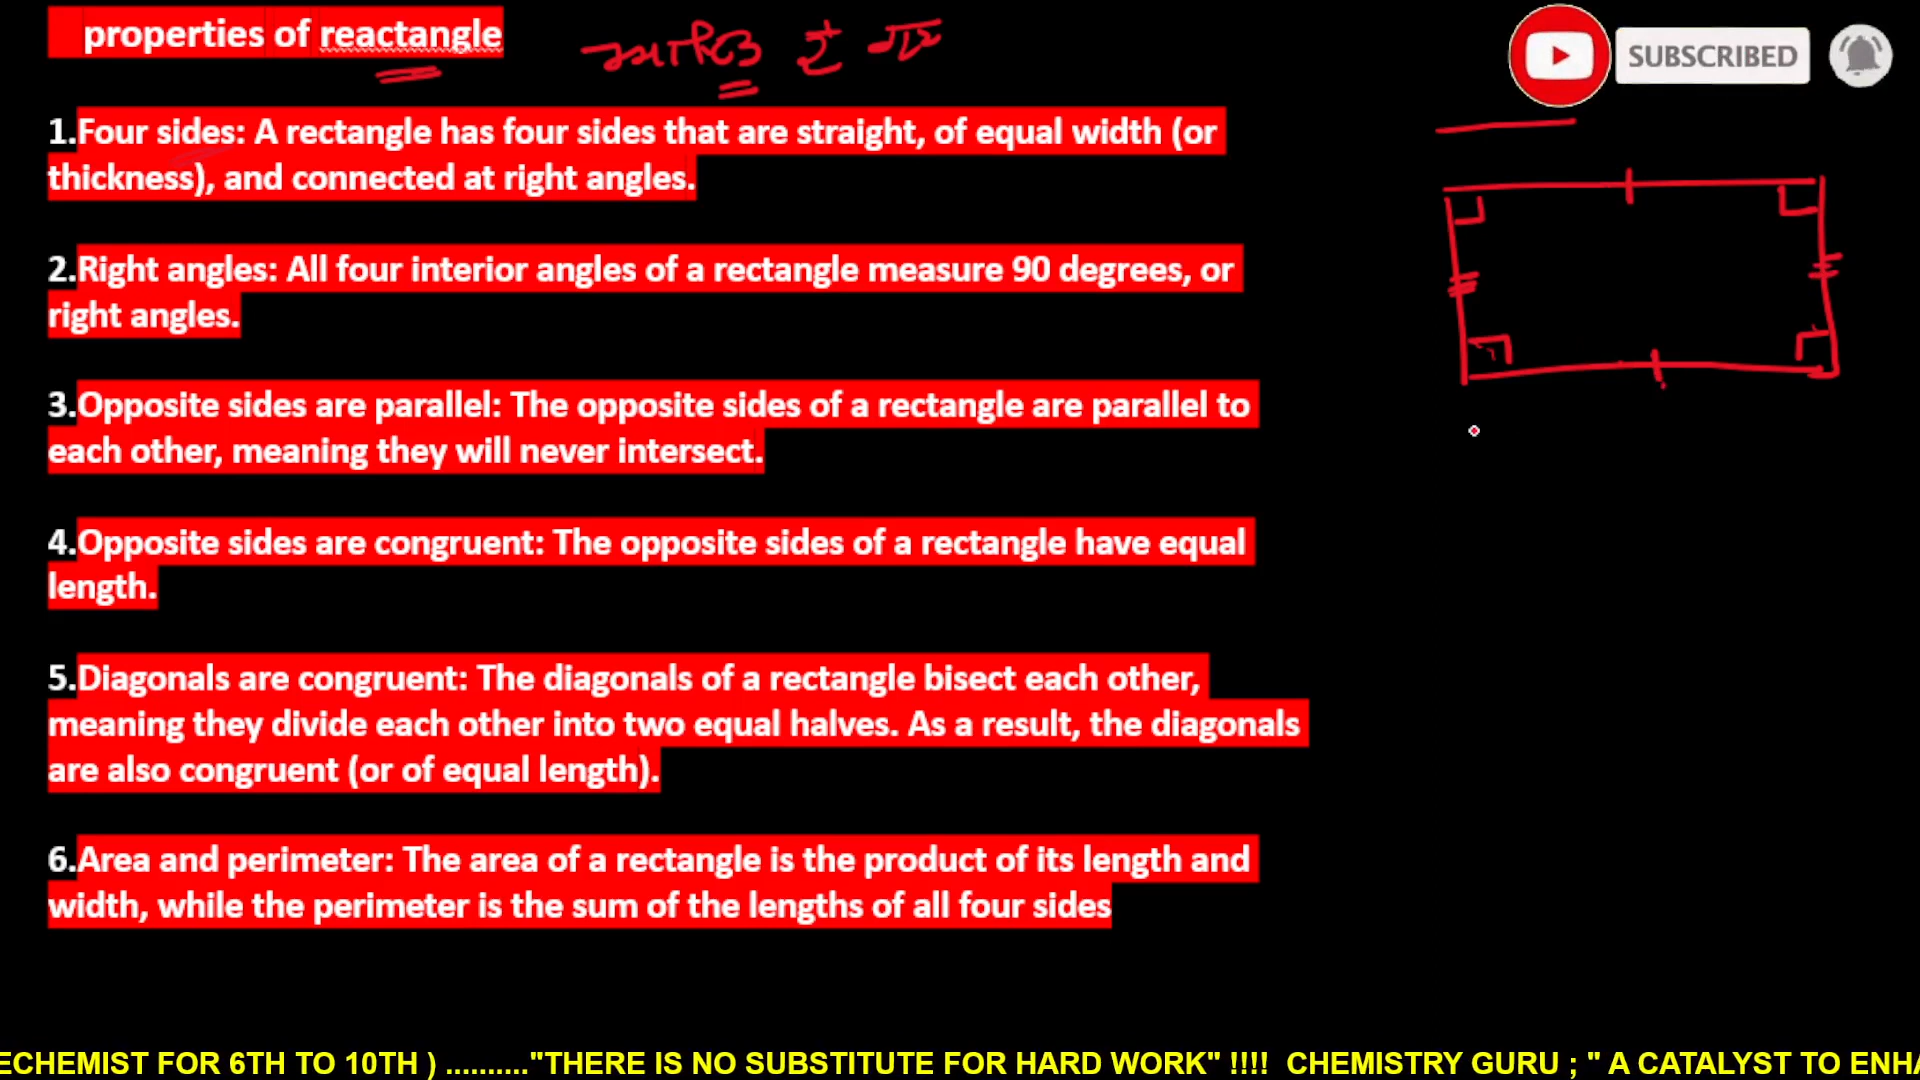 properties of reactangle
SUBSCRIBED
1.Four sides: A rectangle has four sides that are straight, of equal width (or
thickness), and connected at right angles.
2.Right angles: All four interior angles of a rectangle measure 90 degrees, or
right angles.
3.Opposite sides are parallel: The opposite sides of a rectangle are parallel to
each other, meaning they will never intersect.
4.Opposite sides are congruent: The opposite sides of a rectangle have equal
length.
5.Diagonals are congruent: The diagonals of a rectangle bisect each other,
meaning they divide each other into two equal halves. As a result, the diagonals
are also congruent (or of equal length).
6.Area and perimeter: The area of a rectangle is the product of its length and
width, while the perimeter is the sum of the lengths of all four sides
ECHEMIST FOR 6TH TO 10TH ) .........."THERE IS NO SUBSTITUTE FOR HARD WORK" !!!! CHEMISTRY GURU ; " A CATALYST TO ENHA